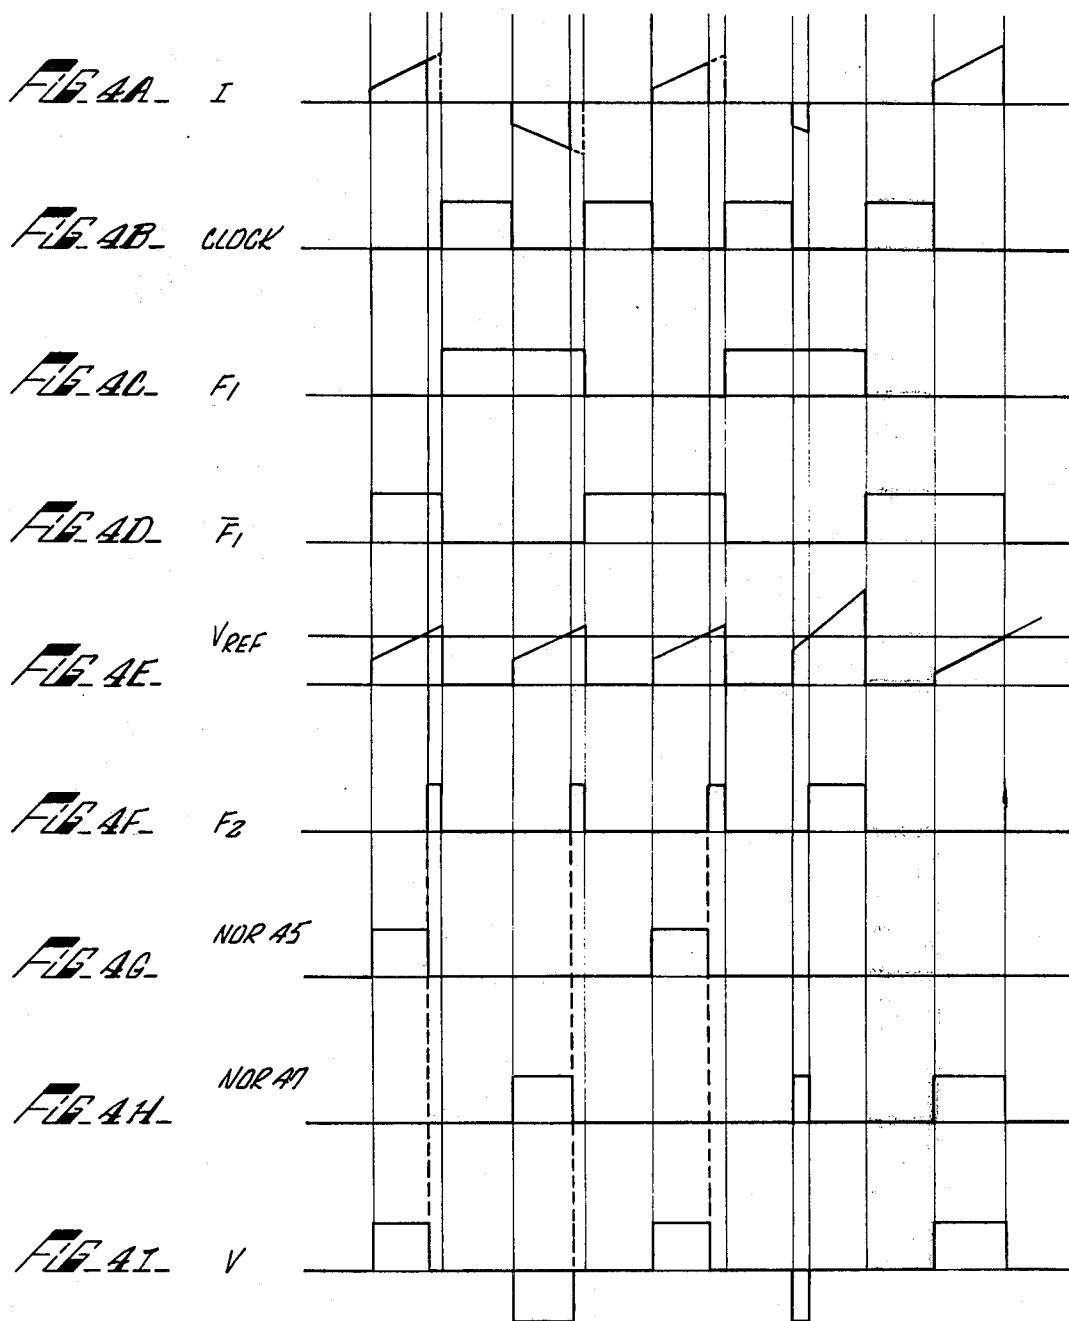 FIG_4A_ I
FIG_4B_ CLOCK
FIG_4C_ F1
FIG_4D_ F̄1
VREF
FIG_4E_
FIG_4F_ F2
NOR 45
FIG_4G_
NOR 47
FIG_4H_
FIG_4I_ V